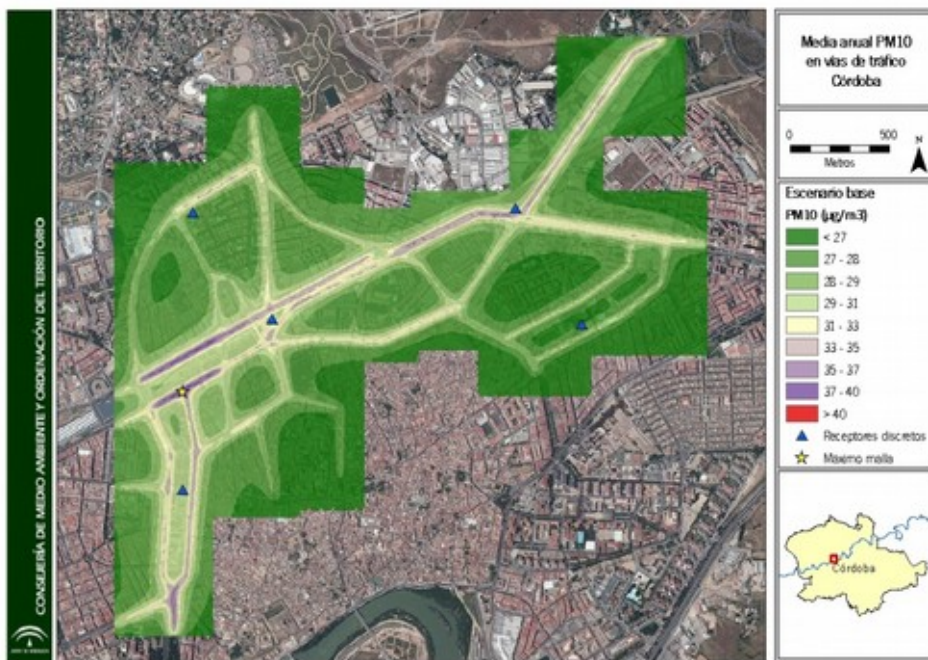 CONSEJERÍA DE MEDIO AMBIENTE Y ORDENACIÓN DEL TERRITORIO
Media anual PM10
en vías de tráfico
Córdoba
0 500
Metros
N
Escenario base
PM10 (µg/m3)
< 27
27 - 28
28 - 29
29 - 31
31 - 33
33 - 35
35 - 37
37 - 40
> 40
Receptores discretos
Máximo malla
Córdoba